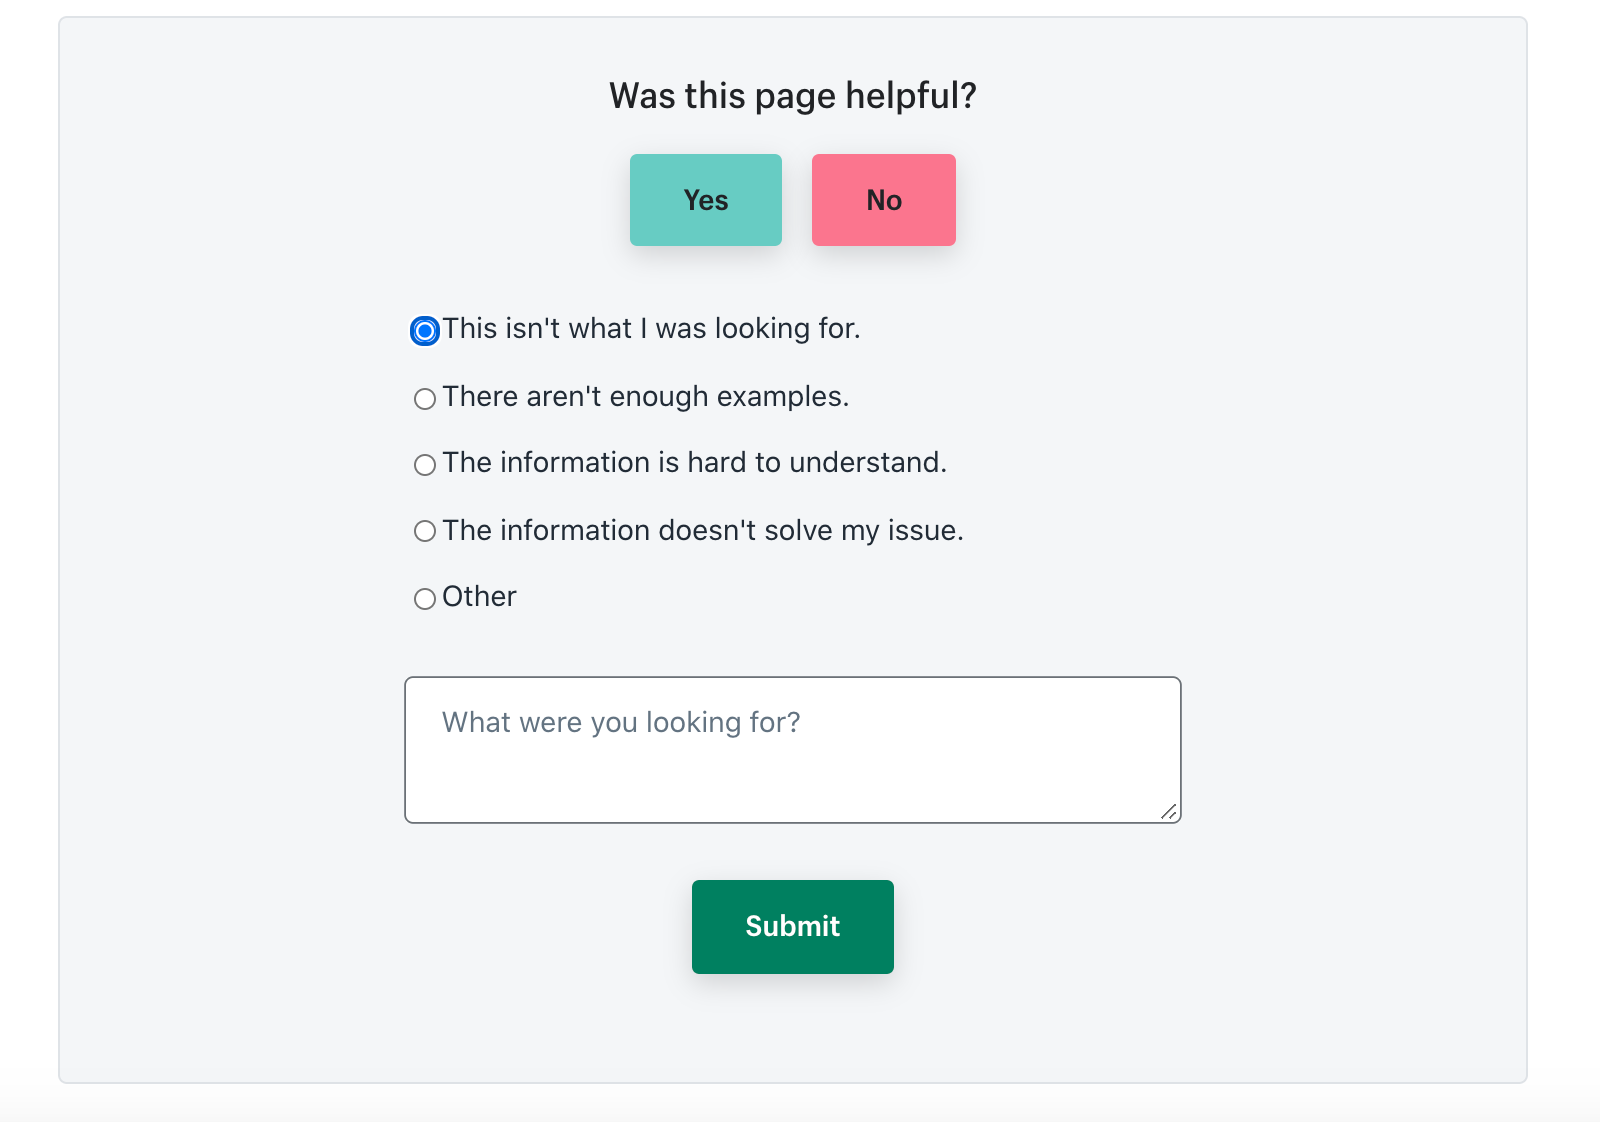 Was this page helpful?
Yes No
This isn't what I was looking for.
There aren't enough examples.
The information is hard to understand.
The information doesn't solve my issue.
Other
What were you looking for?
Submit